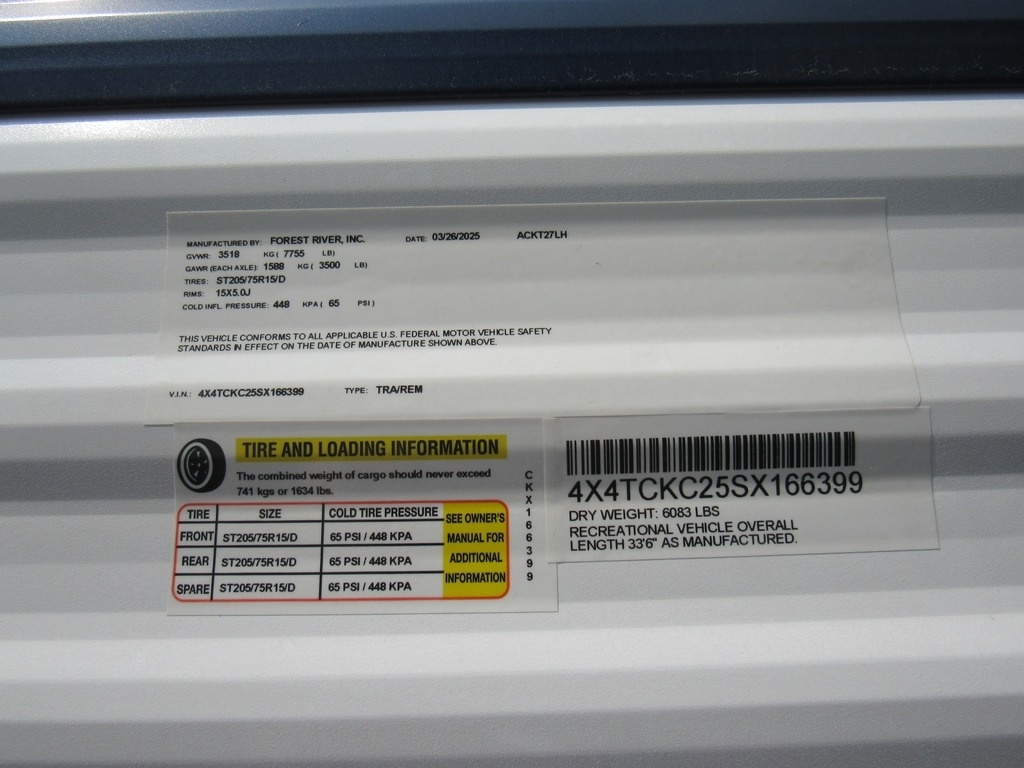 MANUFACTURED BY: FOREST RIVER, INC. DATE: 03/26/2025 ACKT27LH
GVWR: 3518 KG ( 7755 LB)
GAWR (EACH AXLE): 1588 KG ( 3500 LB)
TIRES: ST205/75R15/D
RIMS: 15X5.0J
COLD INFL. PRESSURE: 448 KPA ( 65 PSI )
THIS VEHICLE CONFORMS TO ALL APPLICABLE U.S. FEDERAL MOTOR VEHICLE SAFETY
STANDARDS IN EFFECT ON THE DATE OF MANUFACTURE SHOWN ABOVE.
V.I.N.: 4X4TCKC25SX166399 TYPE: TRA/REM
TIRE AND LOADING INFORMATION
The combined weight of cargo should never exceed
741 kgs or 1634 lbs.
TIRE SIZE COLD TIRE PRESSURE
FRONT ST205/75R15/D 65 PSI / 448 KPA
REAR ST205/75R15/D 65 PSI / 448 KPA
SPARE ST205/75R15/D 65 PSI / 448 KPA
SEE OWNER'S
MANUAL FOR
ADDITIONAL
INFORMATION
CKX166399
4X4TCKC25SX166399
DRY WEIGHT: 6083 LBS
RECREATIONAL VEHICLE OVERALL
LENGTH 33'6" AS MANUFACTURED.